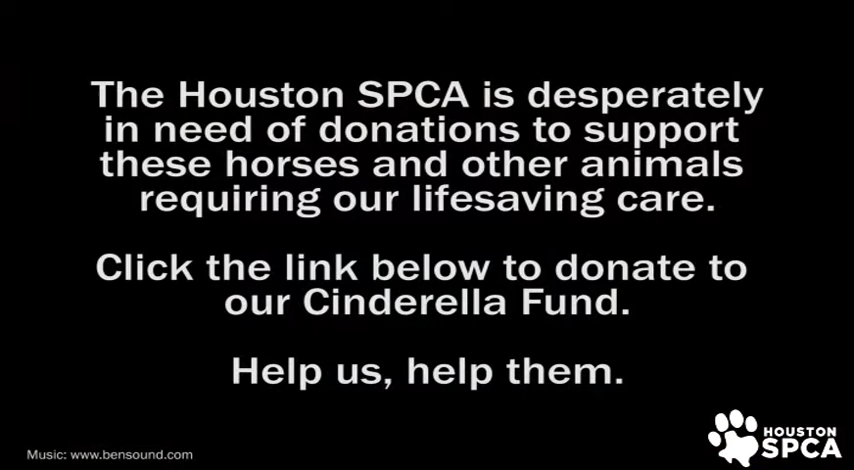 The Houston SPCA is desperately
in need of donations to support
these horses and other animals
requiring our lifesaving care.
Click the link below to donate to
our Cinderella Fund.
Help us, help them.
Music: www.bensound.com
HOUSTON
SPCA